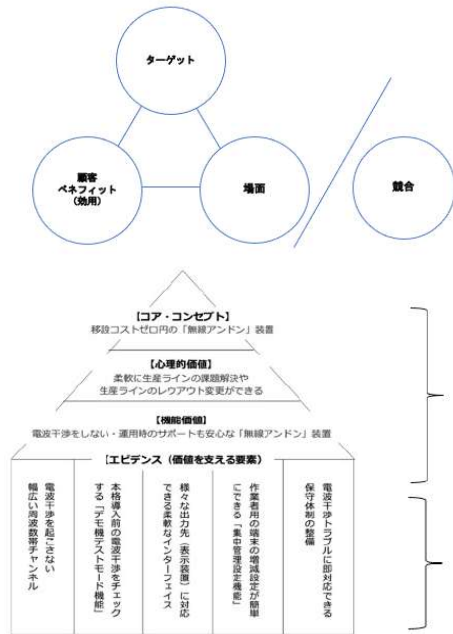 ターゲット
顧客
ベネフィット
(効用)
場面
競合
【コア・コンセプト】
移設コストゼロ円の「無線アンドン」装置
【心理的価値】
柔軟に生産ラインの課題解決や
生産ラインのレウアウト変更ができる
【機能価値】
電波干渉をしない・運用時のサポートも安心な「無線アンドン」装置
【エビデンス（価値を支える要素）
電波干渉を起こさない
幅広い周波数帯チャンネル
本格導入前の電波干渉をチェック
する「デモ機テストモード機能」
様々な出力先（表示装置）に対応
できる柔軟なインターフェイス
作業者用の端末の増減設定が簡単
にできる「集中管理設定機能」
電波干渉トラブルに即対応できる
保守体制の整備